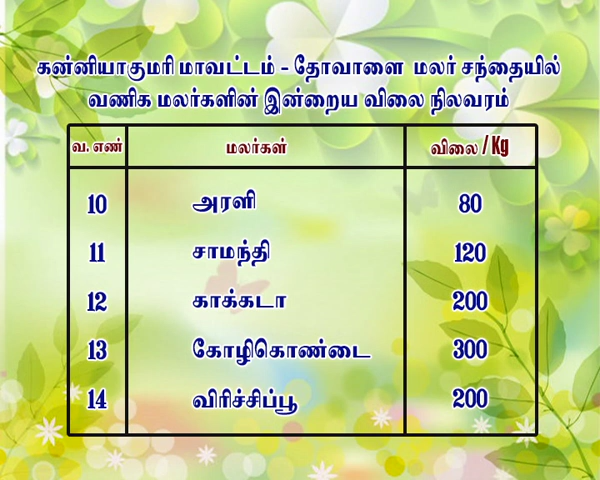 கன்னியாகுமரி மாவட்டம் - தோவாளை மலர் சந்தையில்
வணிக மலர்களின் இன்றைய விலை நிலவரம்
வ. எண் மலர்கள் விலை / Kg
10 அரளி 80
11 சாமந்தி 120
12 காக்கடா 200
13 கோழிகொண்டை 300
14 விரிச்சிப்பூ 200